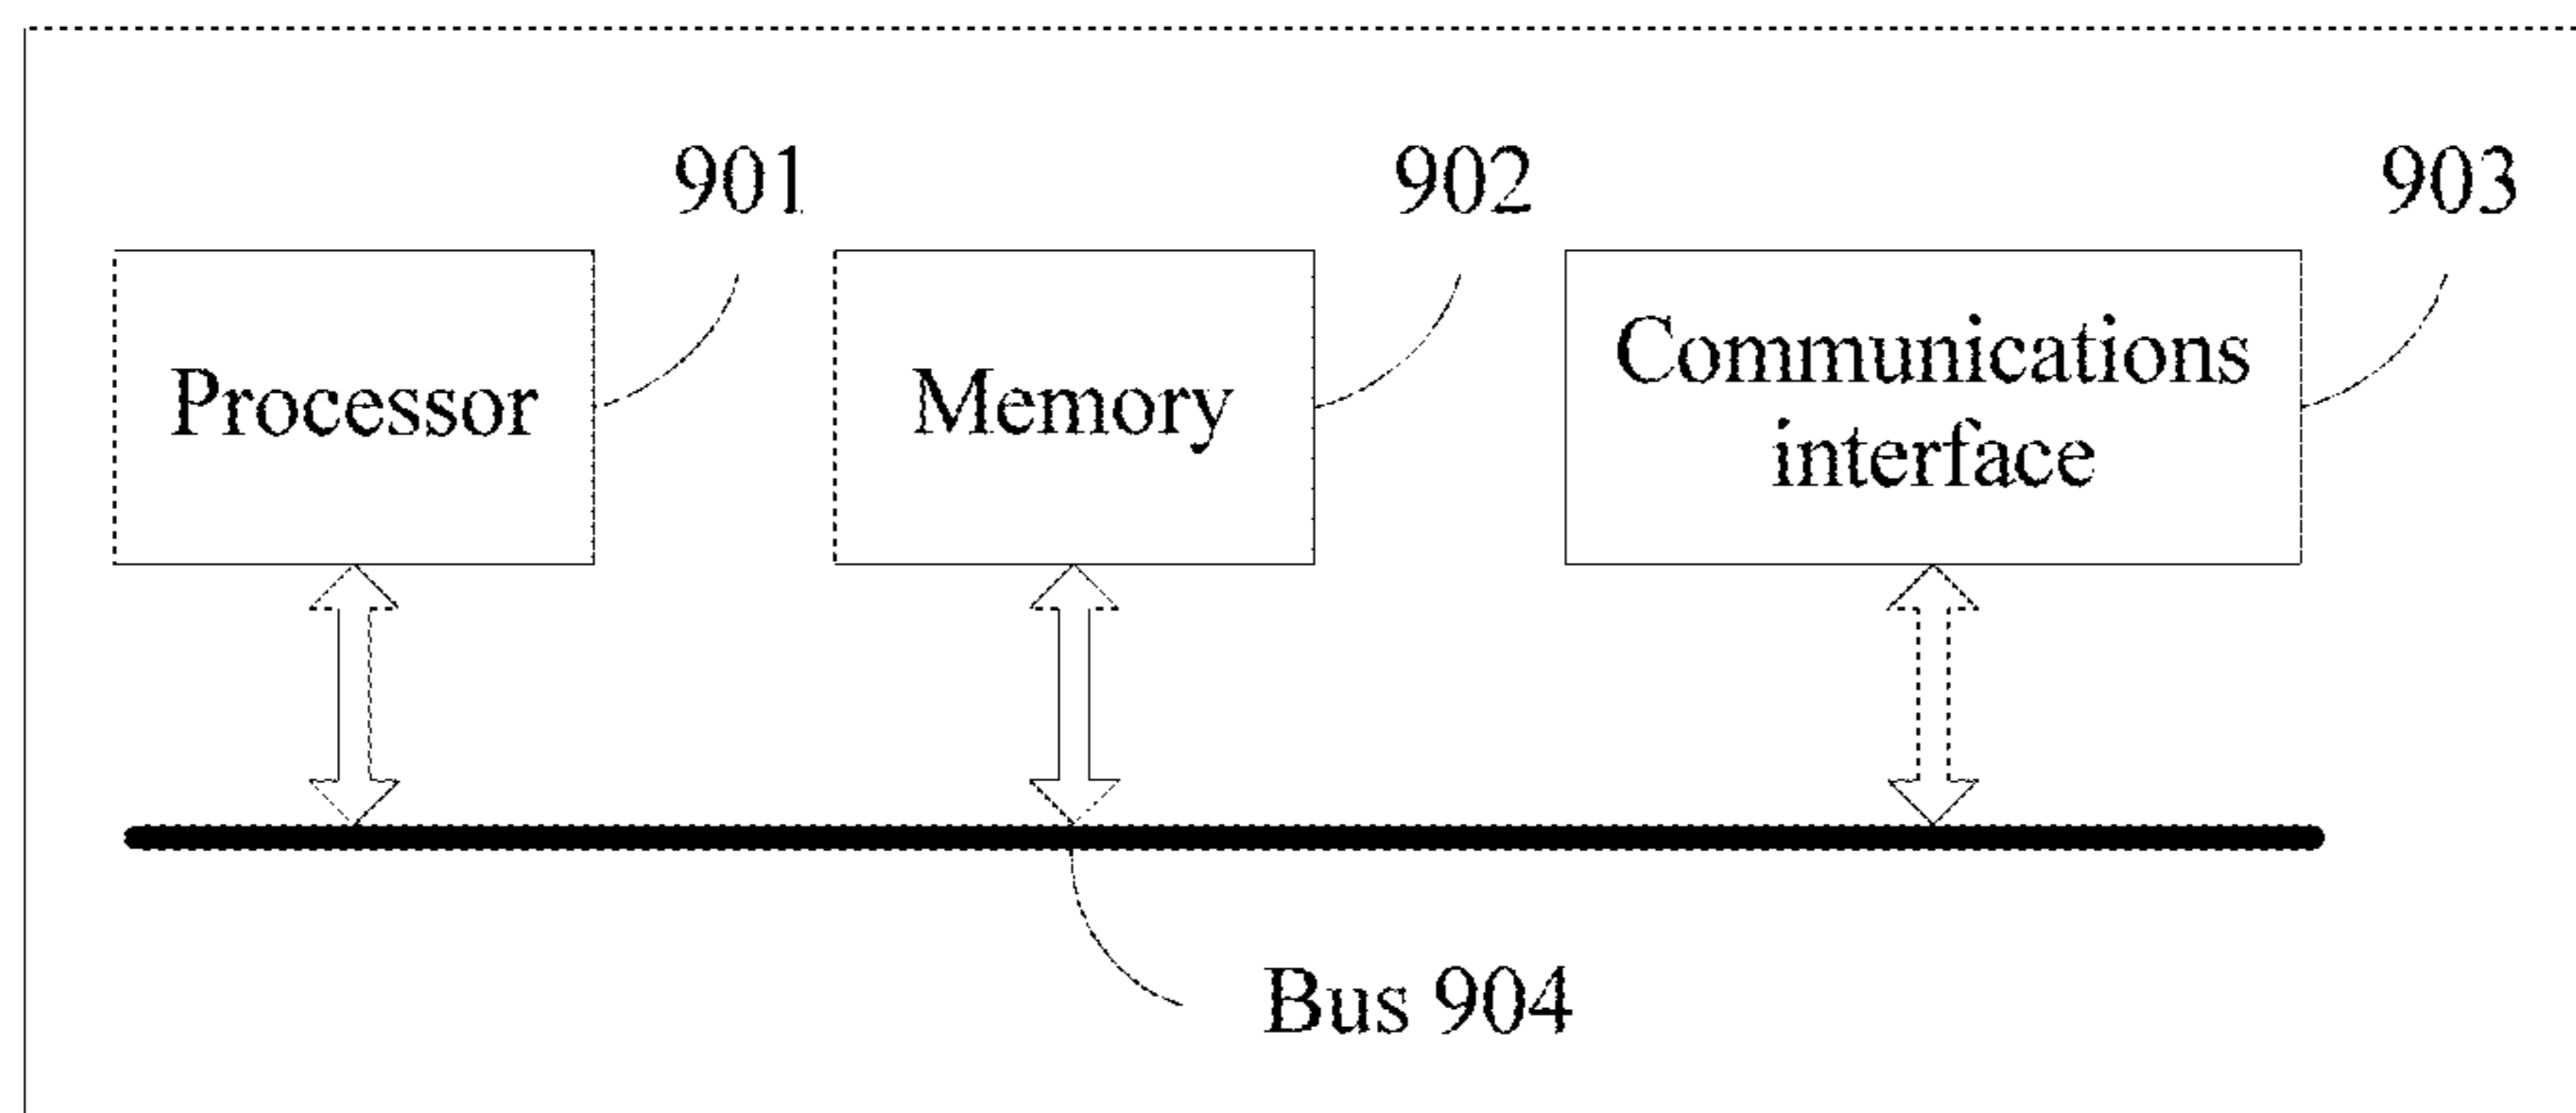 901
902
903
Processor
Memory
Communications
interface
Bus 904